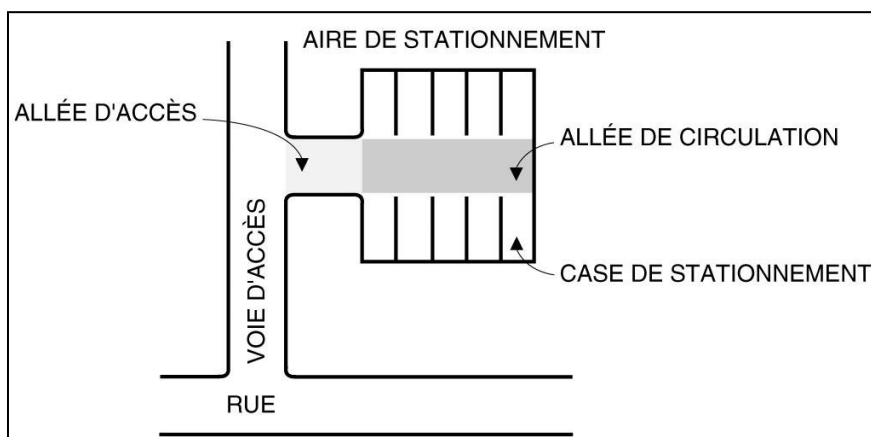 AIRE DE STATIONNEMENT
ALLÉE D'ACCÈS
ALLÉE DE CIRCULATION
VOIE D'ACCÈS
CASE DE STATIONNEMENT
RUE